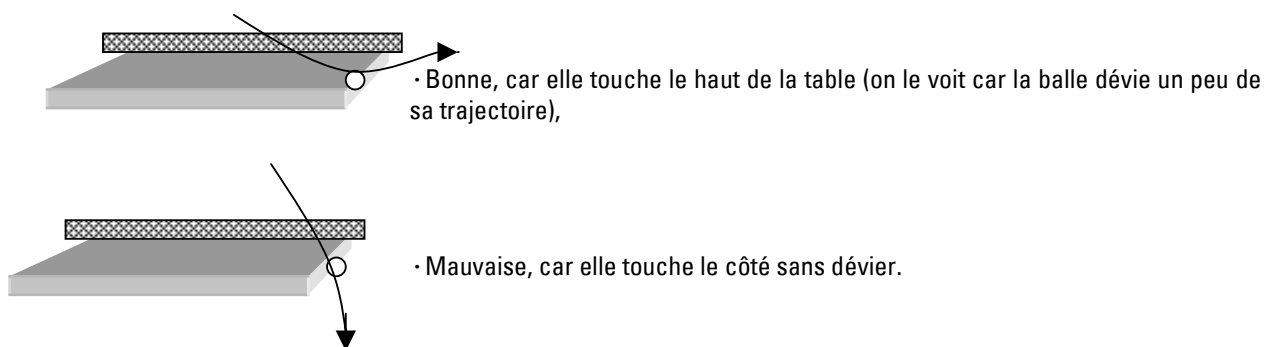 · Bonne, car elle touche le haut de la table (on le voit car la balle dévie un peu de
sa trajectoire),
· Mauvaise, car elle touche le côté sans dévier.